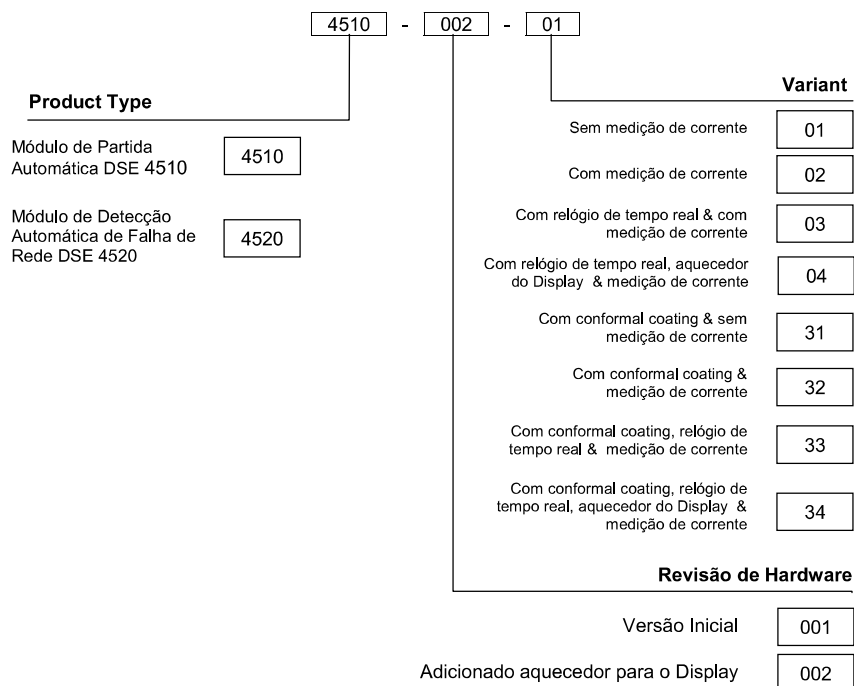 4510 - 002 - 01
Product Type
Módulo de Partida
Automática DSE 4510
4510
Módulo de Detecção
Automática de Falha de
Rede DSE 4520
4520
Variant
Sem medição de corrente
01
Com medição de corrente
02
Com relógio de tempo real & com
medição de corrente
03
Com relógio de tempo real, aquecedor
do Display & medição de corrente
04
Com conformal coating & sem
medição de corrente
31
Com conformal coating &
medição de corrente
32
Com conformal coating, relógio de
tempo real & medição de corrente
33
Com conformal coating, relógio de
tempo real, aquecedor do Display &
medição de corrente
34
Revisão de Hardware
Versão Inicial
001
Adicionado aquecedor para o Display
002